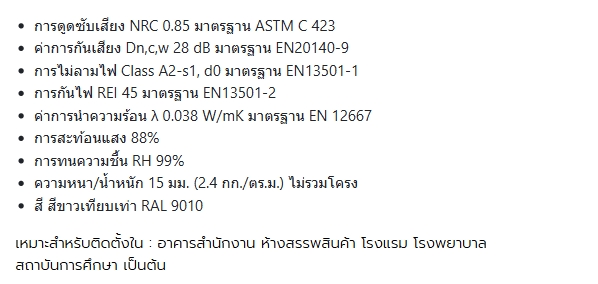 • การดูดซับเสียง NRC 0.85 มาตรฐาน ASTM C 423
• ค่าการกันเสียง Dn,c,w 28 dB มาตรฐาน EN20140-9
• การไม่ลามไฟ Class A2-s1, d0 มาตรฐาน EN13501-1
• การกันไฟ REI 45 มาตรฐาน EN13501-2
• ค่าการนำความร้อน λ 0.038 W/mK มาตรฐาน EN 12667
• การสะท้อนแสง 88%
• การทนความชื้น RH 99%
• ความหนา/น้ำหนัก 15 มม. (2.4 กก./ตร.ม.) ไม่รวมโครง
• สี สีขาวเทียบเท่า RAL 9010
เหมาะสำหรับติดตั้งใน : อาคารสำนักงาน ห้างสรรพสินค้า โรงแรม โรงพยาบาล
สถาบันการศึกษา เป็นต้น